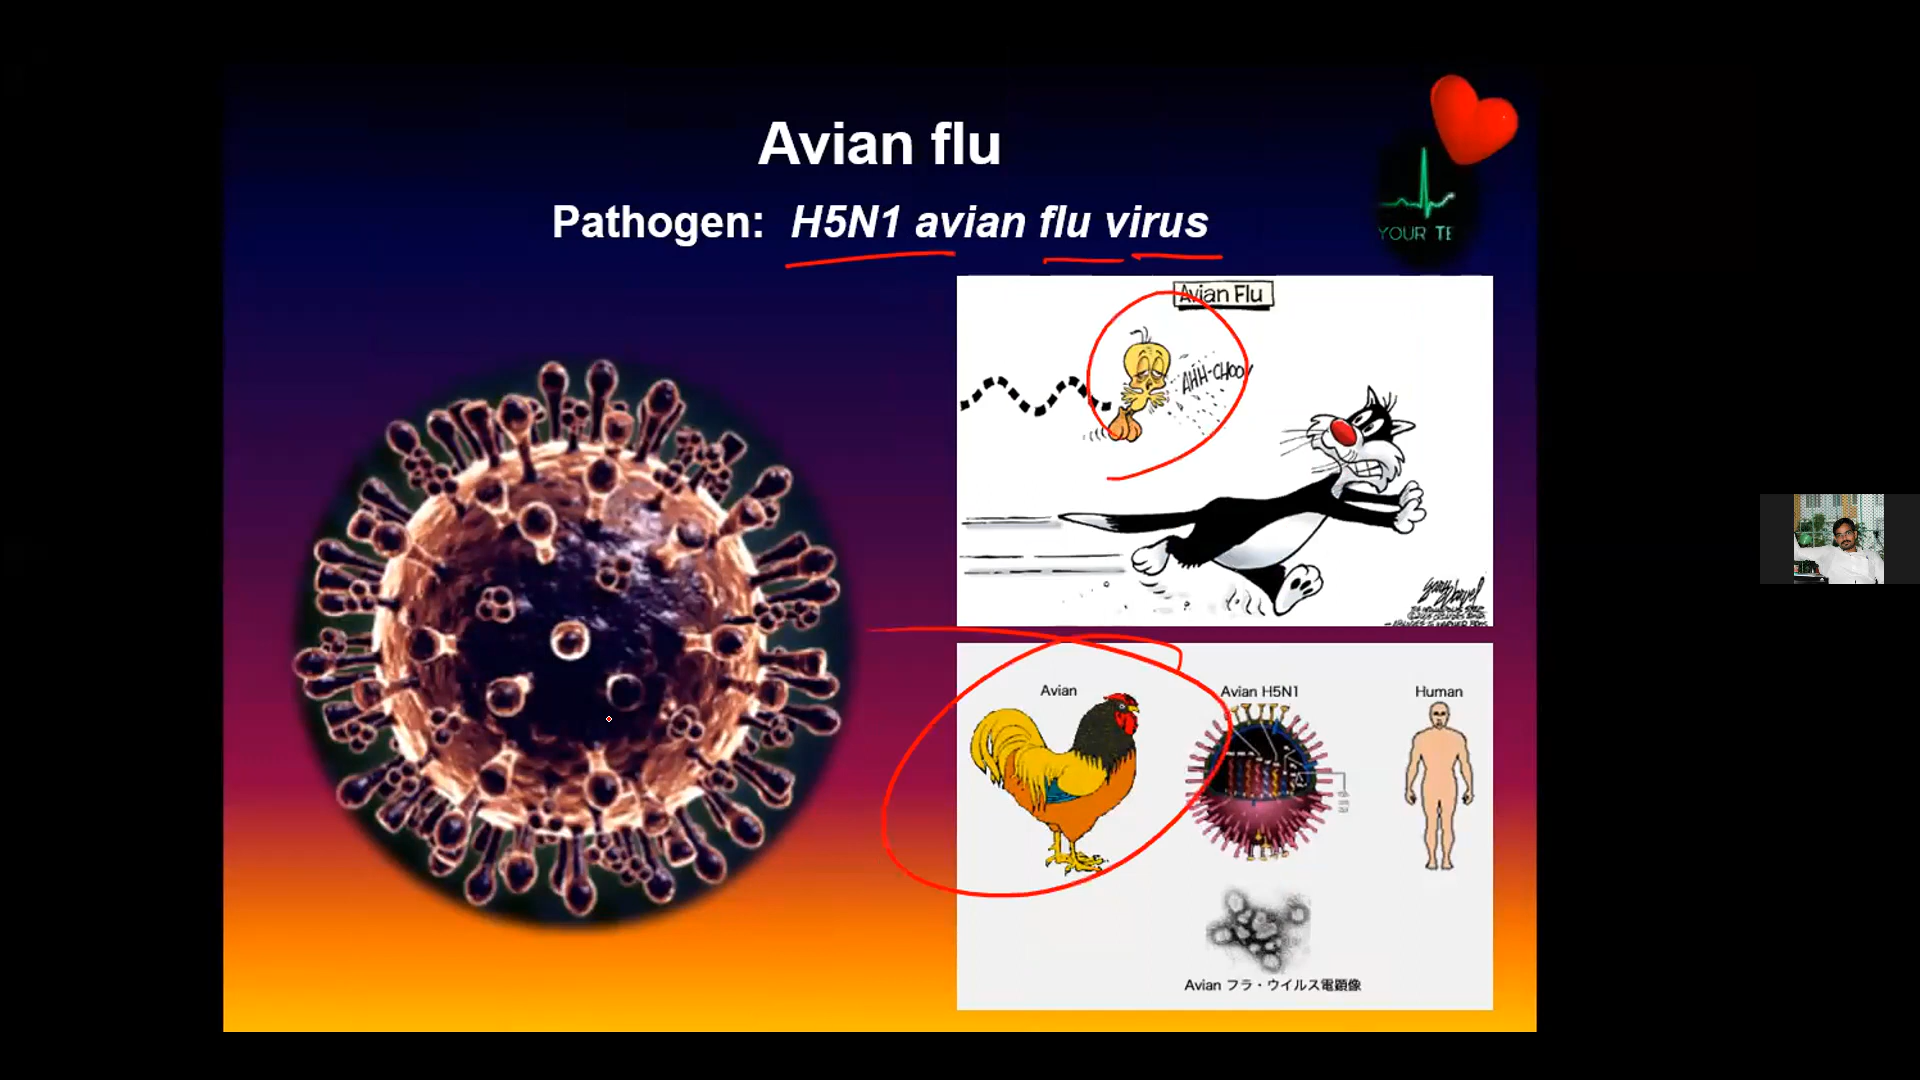 Avian flu
Pathogen: H5N1 avian flu virus
YOUR TE
Avian Flu
AHH-CHOO!
Avian
Avian H5N1
Human
Avian フラ・ウイルス電顕像